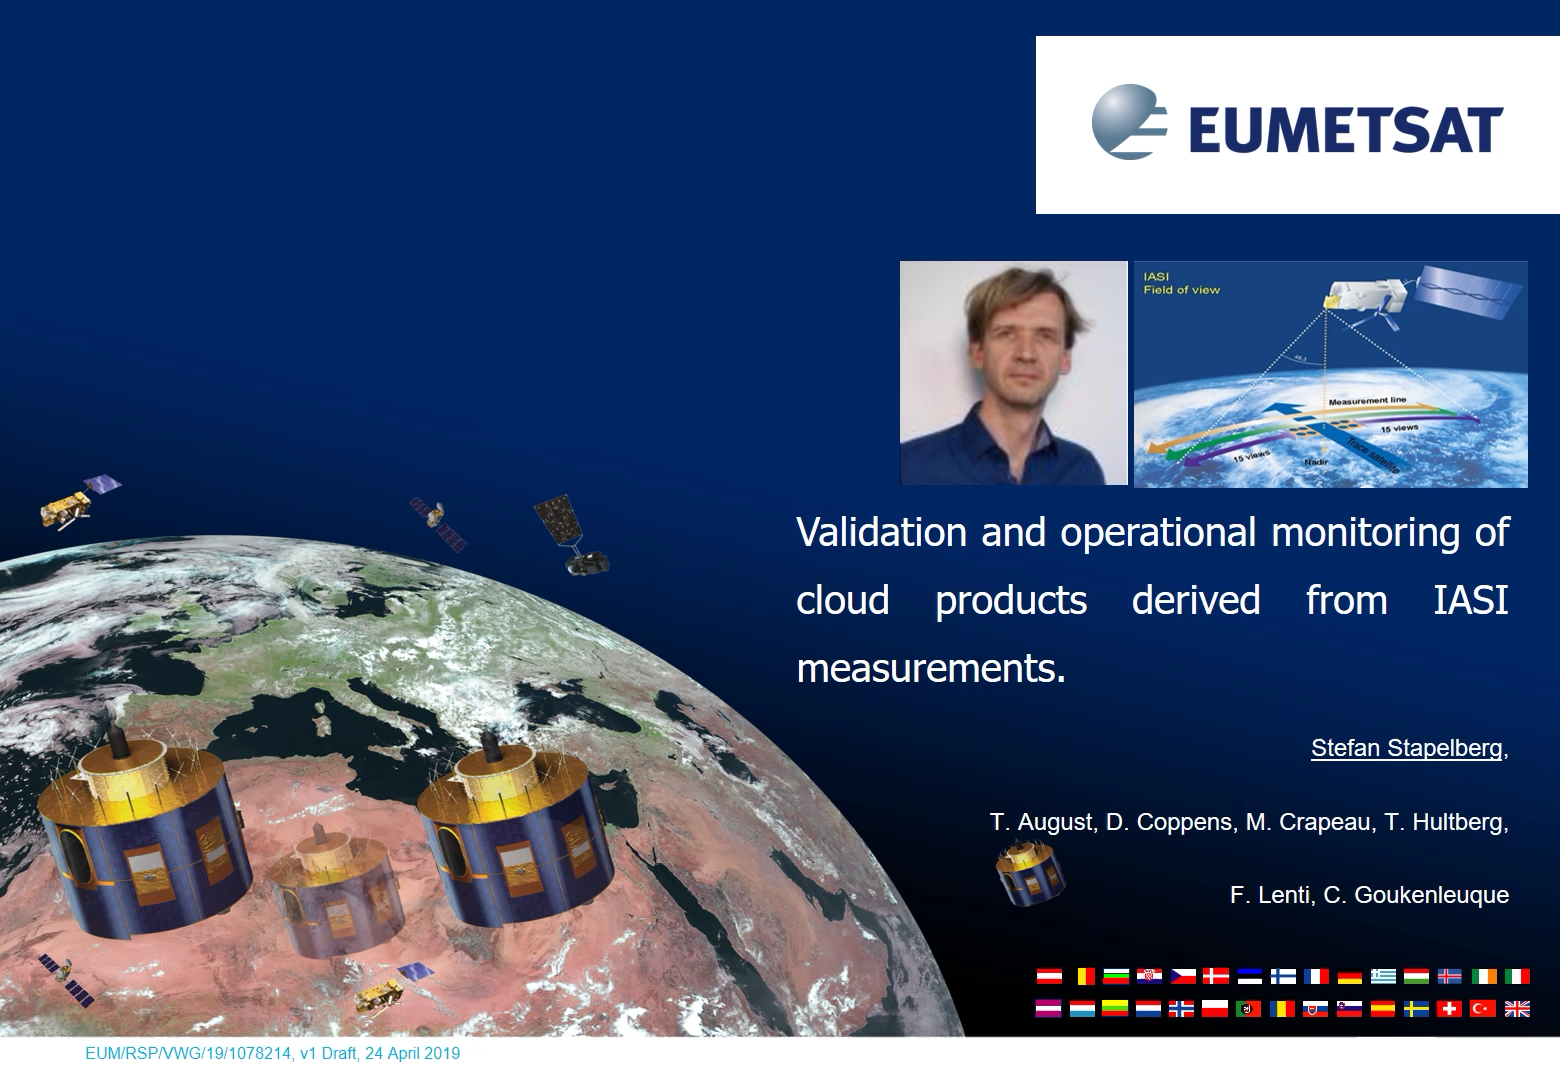 EUMETSAT
IASI
Field of view
48.3
Measurement line
15 views
15 views
Nadir
Trace satellite
Validation and operational monitoring of
cloud products derived from IASI
measurements.
Stefan Stapelberg,
T. August, D. Coppens, M. Crapeau, T. Hultberg,
F. Lenti, C. Goukenleuque
EUM/RSP/VWG/19/1078214, v1 Draft, 24 April 2019